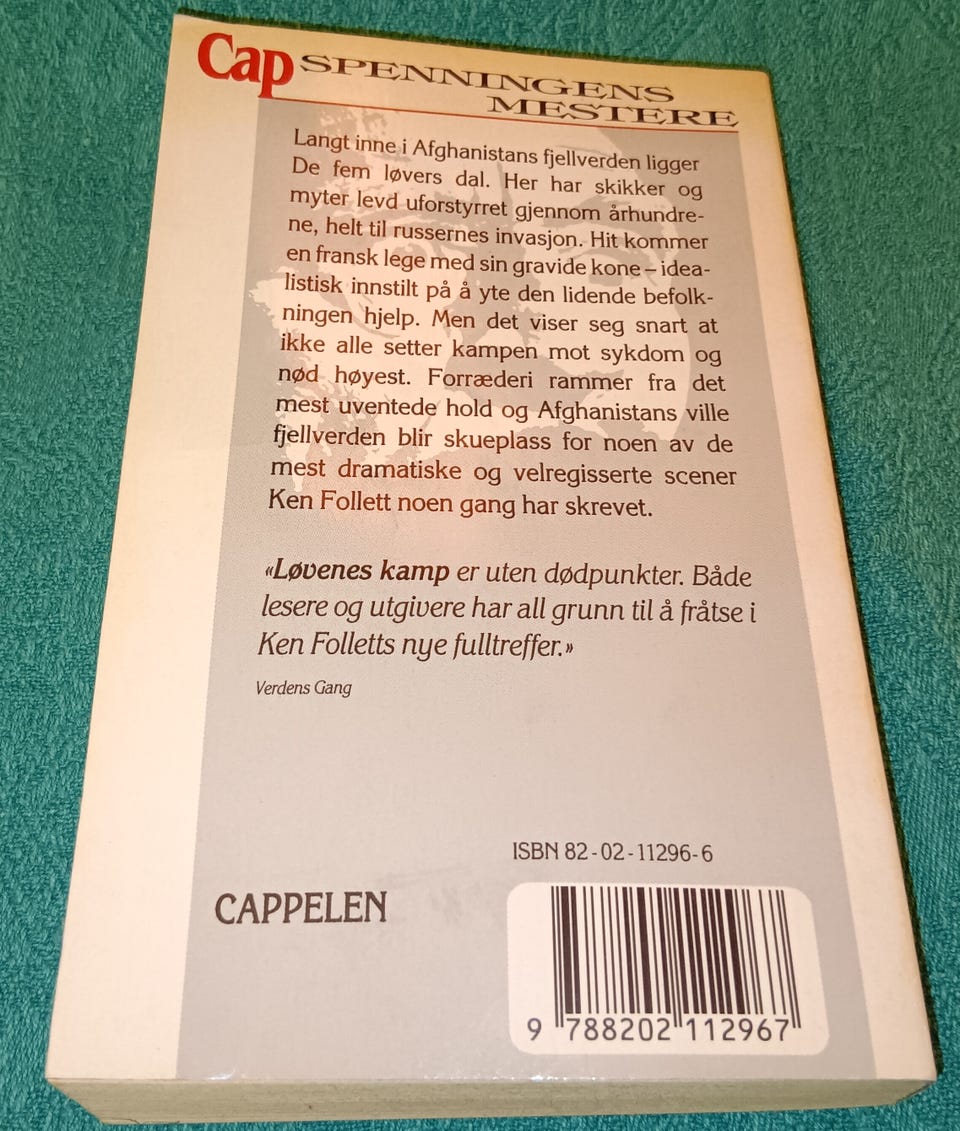 Cap SPENNINGENS
MESTERE
Langt inne i Afghanistans fjellverden ligger
De fem løvers dal. Her har skikker og
myter levd uforstyrret gjennom århundre-
ne, helt til russernes invasjon. Hit kommer
en fransk lege med sin gravide kone – idea-
listisk innstilt på å yte den lidende befolk-
ningen hjelp. Men det viser seg snart at
ikke alle setter kampen mot sykdom og
nød høyest. Forræderi rammer fra det
mest uventede hold og Afghanistans ville
fjellverden blir skueplass for noen av de
mest dramatiske og velregisserte scener
Ken Follett noen gang har skrevet.
«Løvenes kamp er uten dødpunkter. Både
lesere og utgivere har all grunn til å fråtse i
Ken Folletts nye fulltreffer.»
Verdens Gang
ISBN 82-02-11296-6
CAPPELEN
9 788202 112967